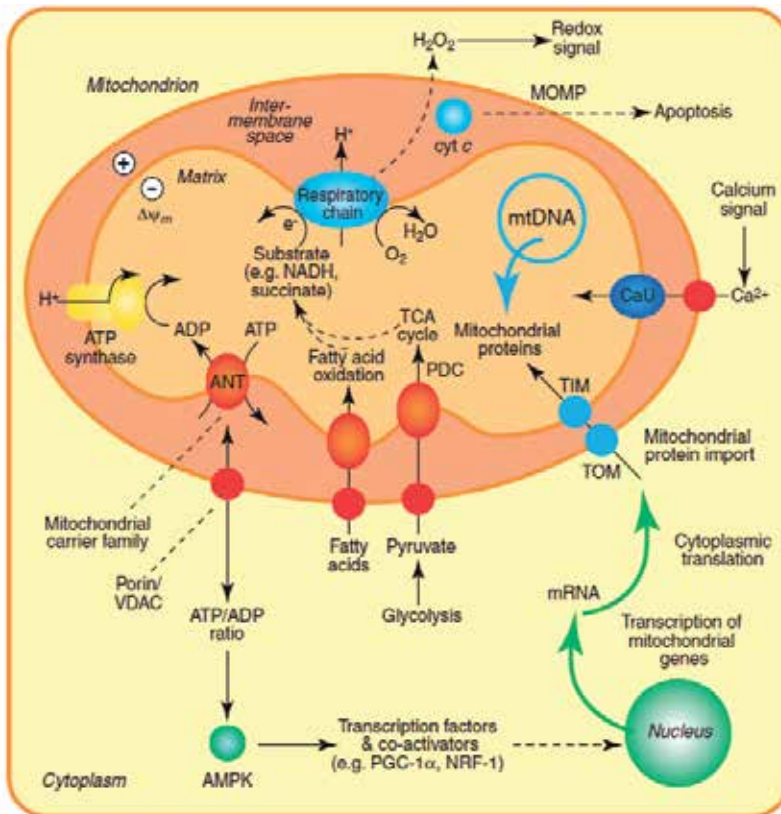 H₂O₂
Redox
signal
Mitochondrion
Inter-
membrane
space
MOMP
Apoptosis
cyt c
H⁺
+
−
Δψm
Matrix
Respiratory
chain
mtDNA
Calcium
signal
e⁻
H₂O
O₂
Substrate
(e.g. NADH,
succinate)
CaU
Ca²⁺
H⁺
ATP
synthase
ADP
ATP
TCA
cycle
Mitochondrial
proteins
Fatty acid
oxidation
PDC
ANT
TIM
TOM
Mitochondrial
protein import
Mitochondrial
carrier family
Fatty
acids
Pyruvate
Cytoplasmic
translation
Porin/
VDAC
mRNA
ATP/ADP
ratio
Glycolysis
Transcription of
mitochondrial
genes
Transcription factors
& co-activators
(e.g. PGC-1α, NRF-1)
Nucleus
Cytoplasm
AMPK